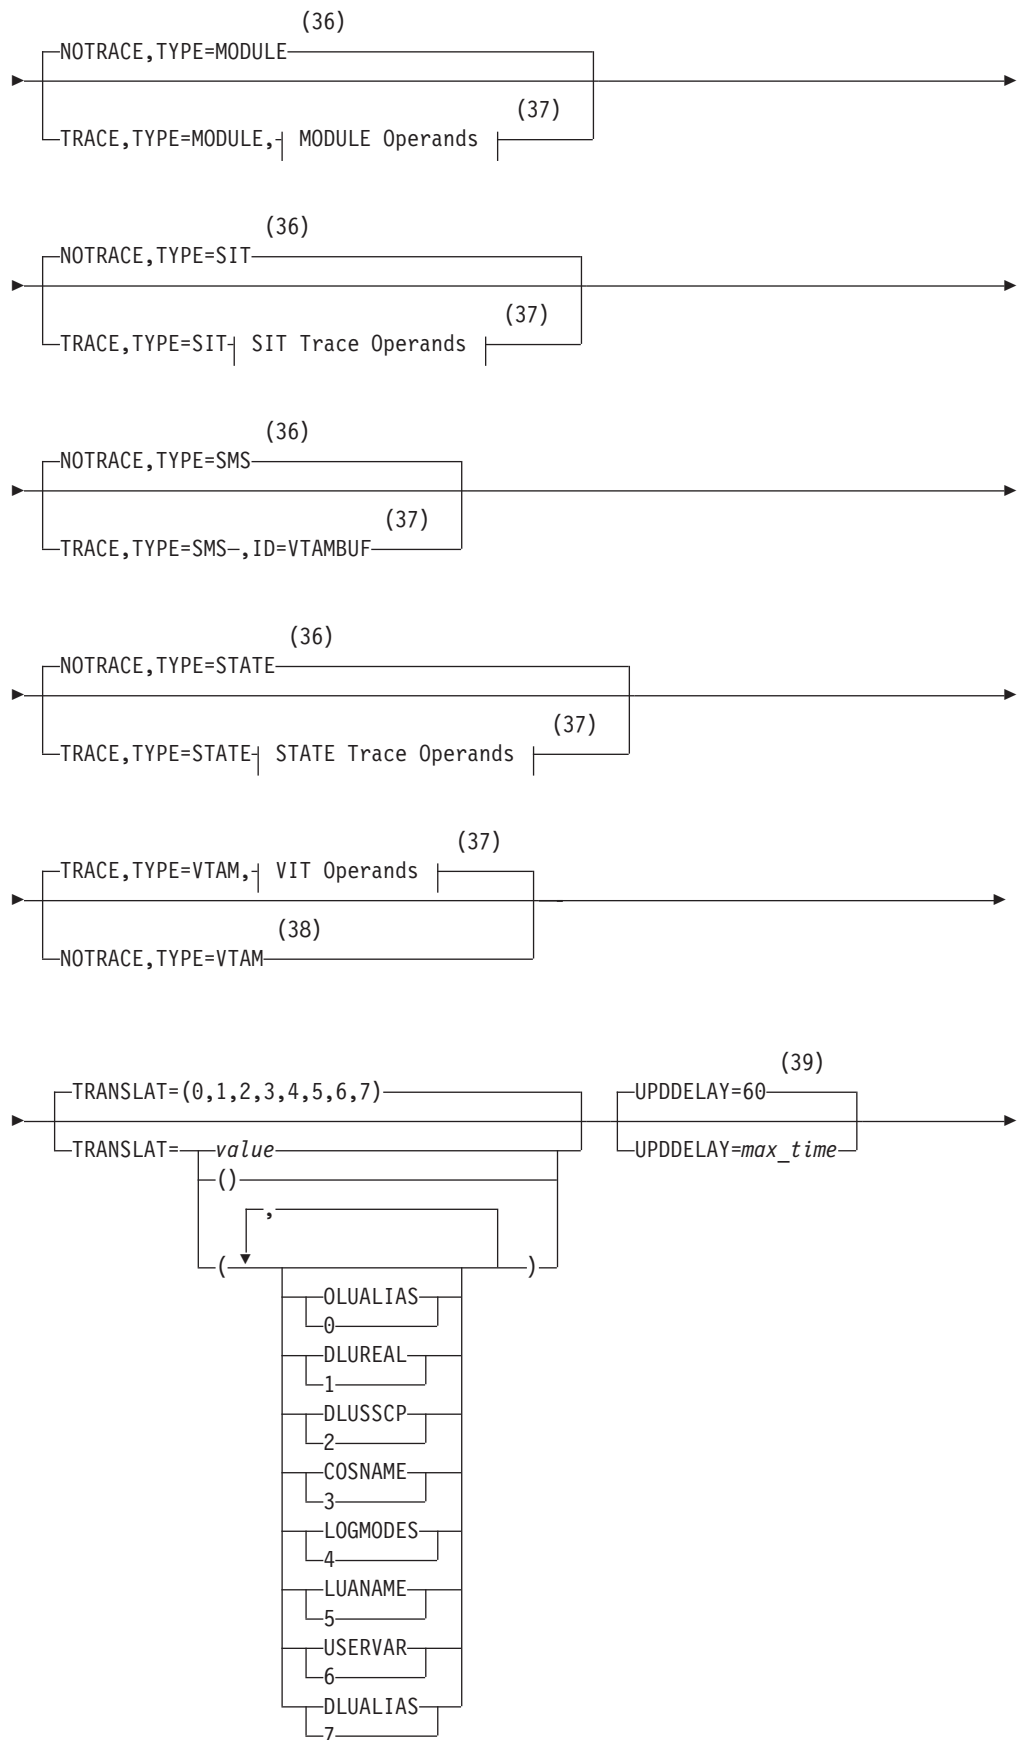 (36)
NOTRACE,TYPE=MODULE
(37)
TRACE,TYPE=MODULE, MODULE Operands
(36)
NOTRACE,TYPE=SIT
(37)
TRACE,TYPE=SIT SIT Trace Operands
(36)
NOTRACE,TYPE=SMS
(37)
TRACE,TYPE=SMS ,ID=VTAMBUF
(36)
NOTRACE,TYPE=STATE
(37)
TRACE,TYPE=STATE STATE Trace Operands
(37)
TRACE,TYPE=VTAM, VIT Operands
(38)
NOTRACE,TYPE=VTAM
(39)
TRANSLAT=(0,1,2,3,4,5,6,7) UPDDELAY=60
TRANSLAT= value UPDDELAY=max_time
()
,
( )
OLUALIAS
0
DLUREAL
1
DLUSSCP
2
COSNAME
3
LOGMODES
4
LUANAME
5
USERVAR
6
DLUALIAS
7